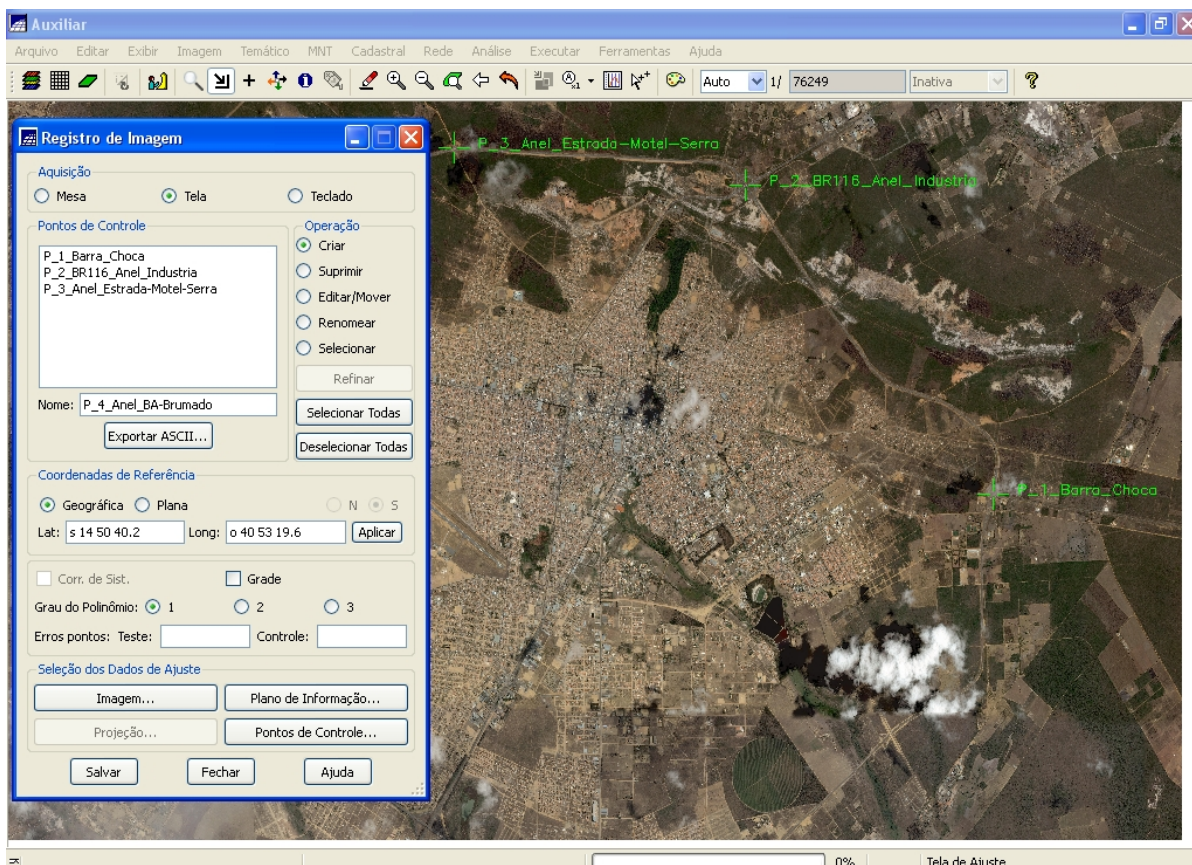 Auxiliar
Arquivo Editar Exibir Imagem Temático MNT Cadastral Rede Análise Executar Ferramentas Ajuda
Auto 1/ 76249 Inativa
Registro de Imagem
Aquisição
Mesa Tela Teclado
Pontos de Controle
P_1_Barra_Choca
P_2_BR116_Anel_Industria
P_3_Anel_Estrada-Motel-Serra
Nome: P_4_Anel_BA-Brumado
Exportar ASCII...
Operação
Criar
Suprimir
Editar/Mover
Renomear
Selecionar
Refinar
Selecionar Todas
Deselecionar Todas
Coordenadas de Referência
Geográfica Plana N S
Lat: s 14 50 40.2 Long: o 40 53 19.6 Aplicar
Corr. de Sist. Grade
Grau do Polinômio: 1 2 3
Erros pontos: Teste: Controle:
Seleção dos Dados de Ajuste
Imagem... Plano de Informação...
Projeção... Pontos de Controle...
Salvar Fechar Ajuda
P_3_Anel_Estrada-Motel-Serra
P_2_BR116_Anel_Industria
P_1_Barra_Choca
0% Tela de Ajuste